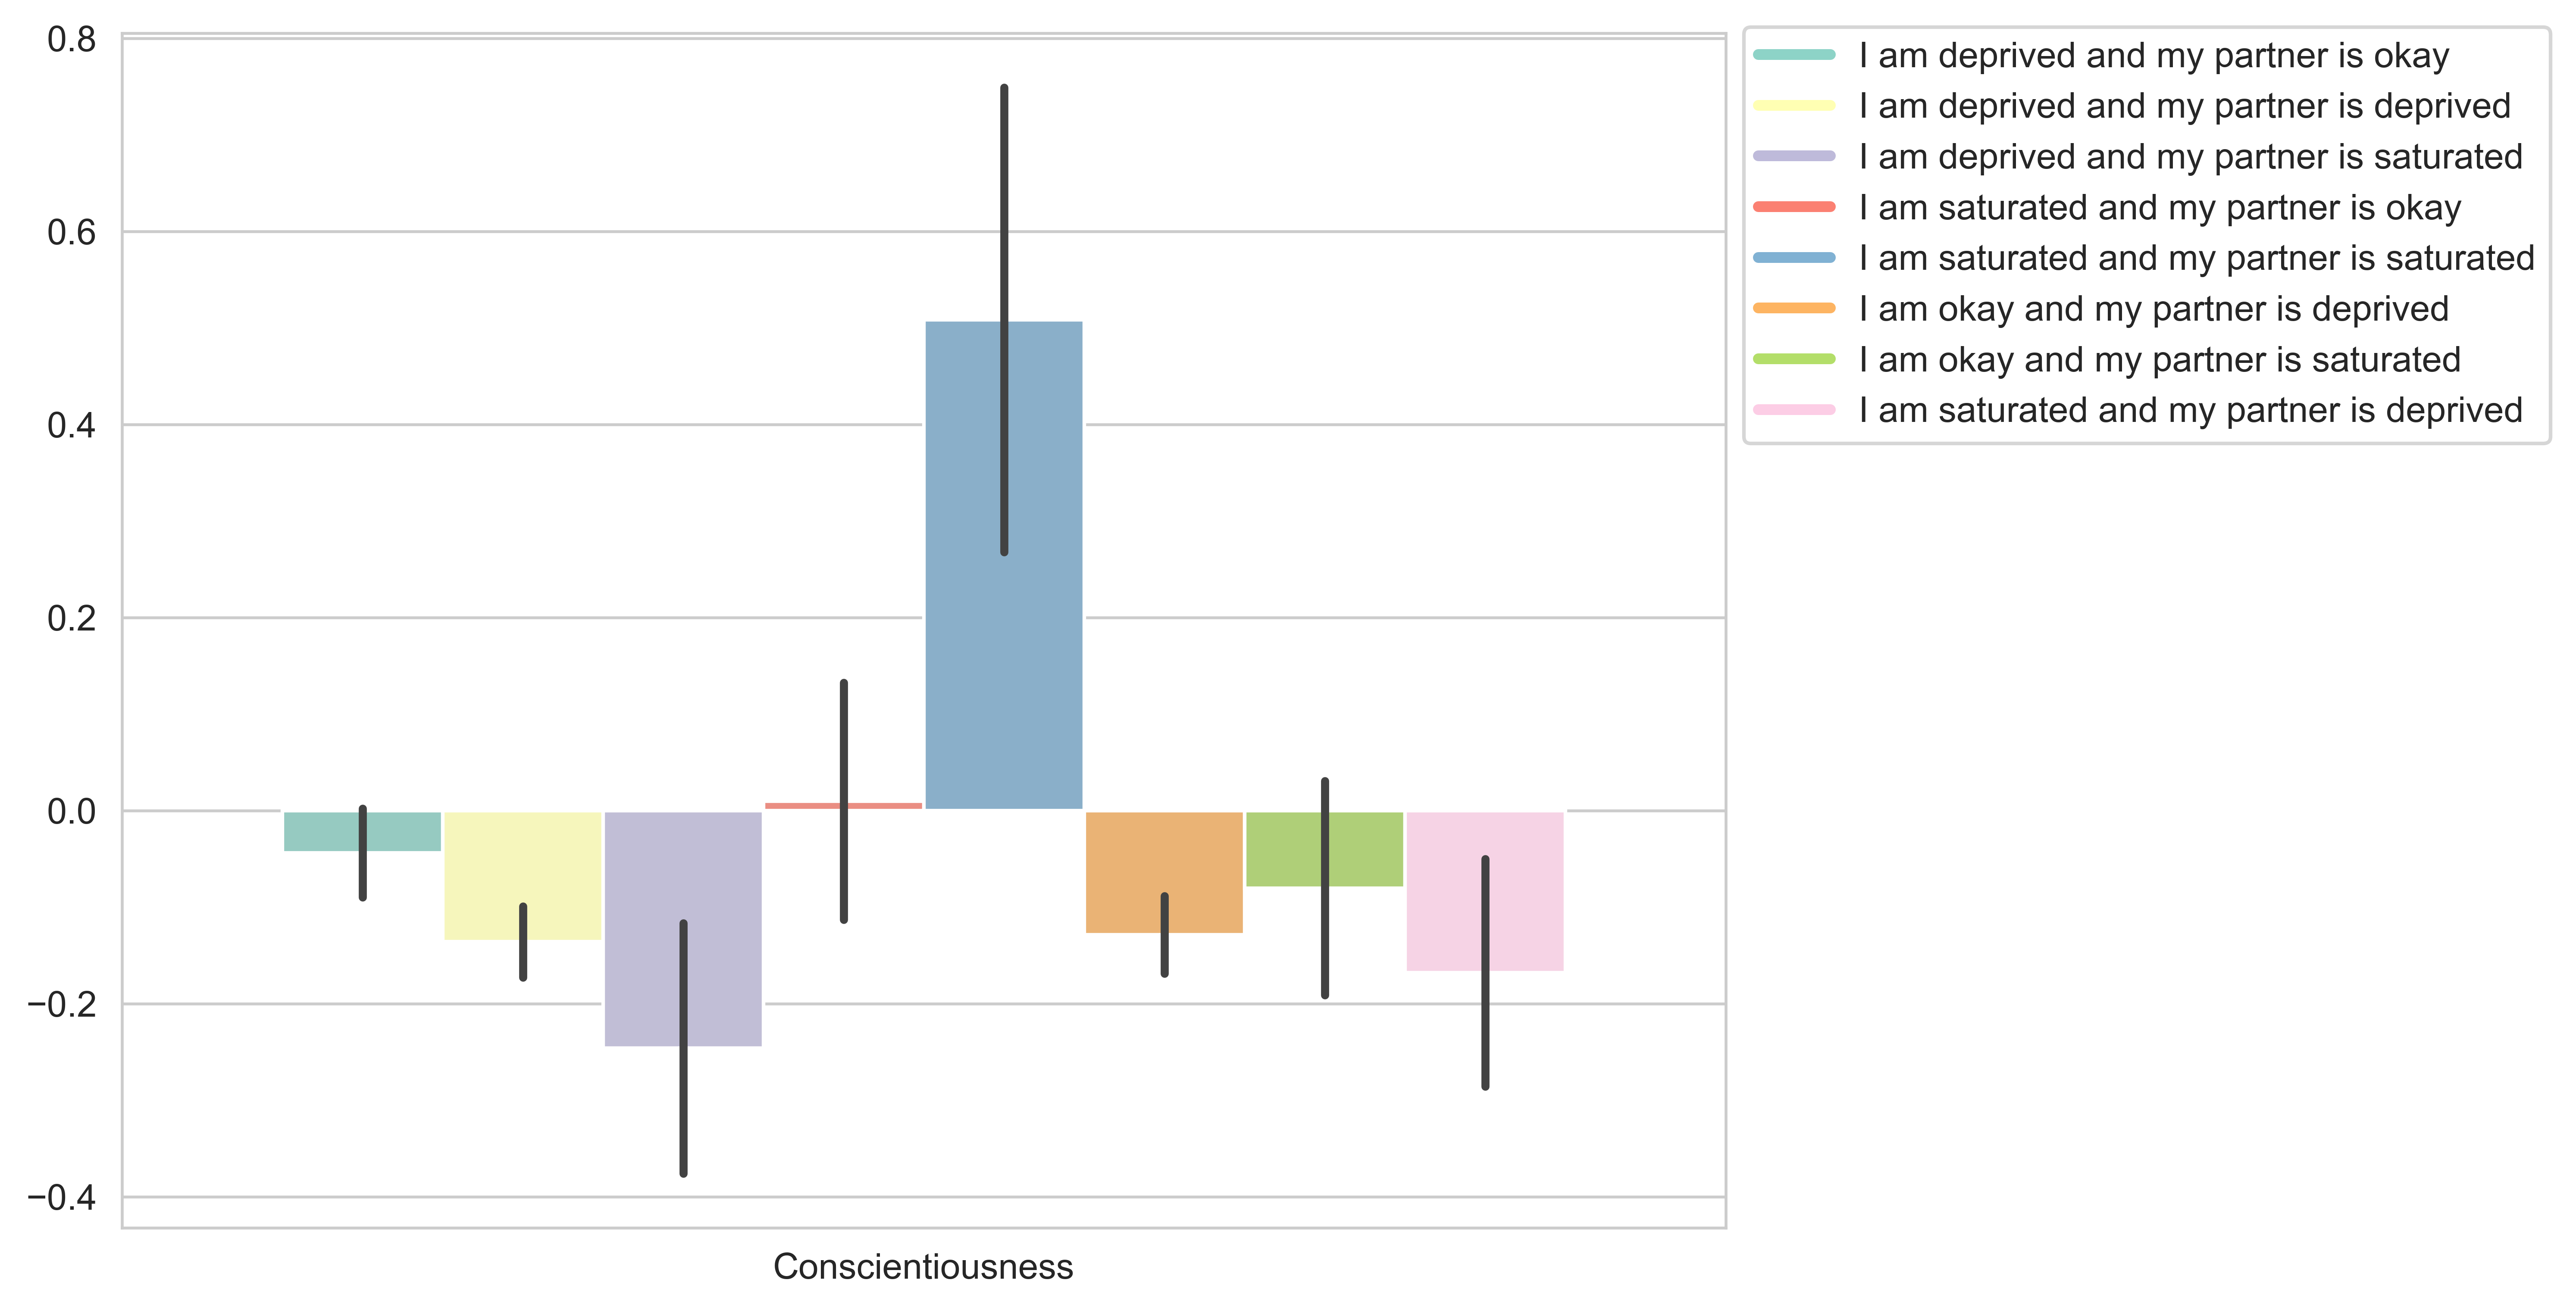 0.8
0.6
0.4
0.2
0.0
−0.2
−0.4
Conscientiousness
I am deprived and my partner is okay
I am deprived and my partner is deprived
I am deprived and my partner is saturated
I am saturated and my partner is okay
I am saturated and my partner is saturated
I am okay and my partner is deprived
I am okay and my partner is saturated
I am saturated and my partner is deprived